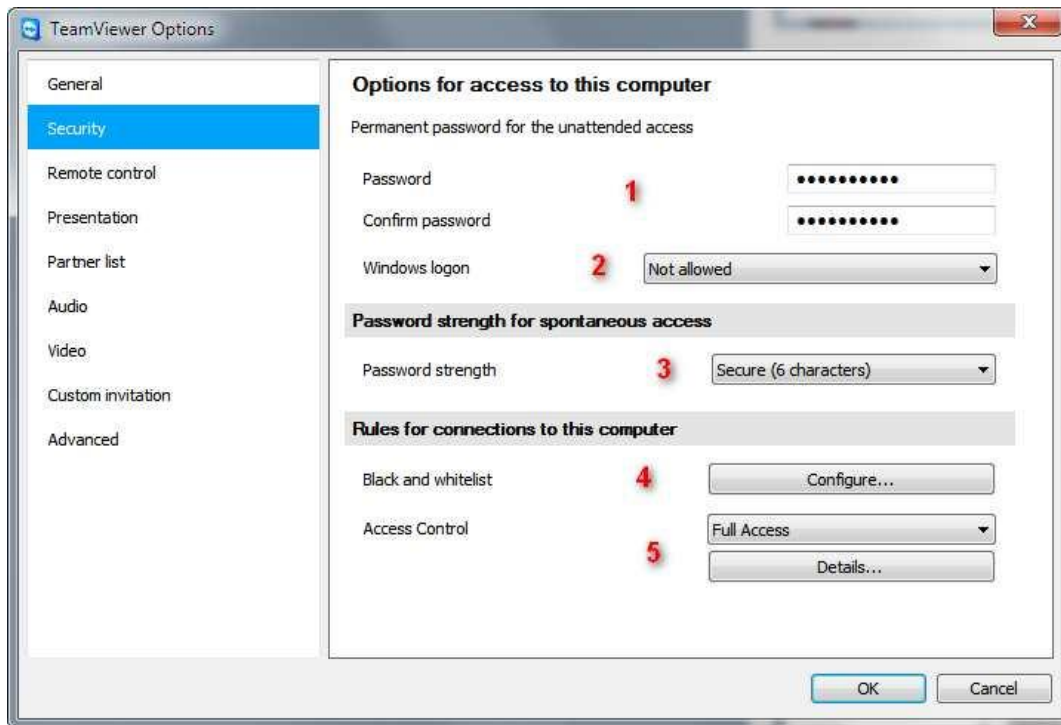 TeamViewer Options
General
Security
Remote control
Presentation
Partner list
Audio
Video
Custom invitation
Advanced
Options for access to this computer
Permanent password for the unattended access
Password 1 ••••••••••
Confirm password ••••••••••
Windows logon 2 Not allowed
Password strength for spontaneous access
Password strength 3 Secure (6 characters)
Rules for connections to this computer
Black and whitelist 4 Configure...
Access Control 5 Full Access
Details...
OK Cancel